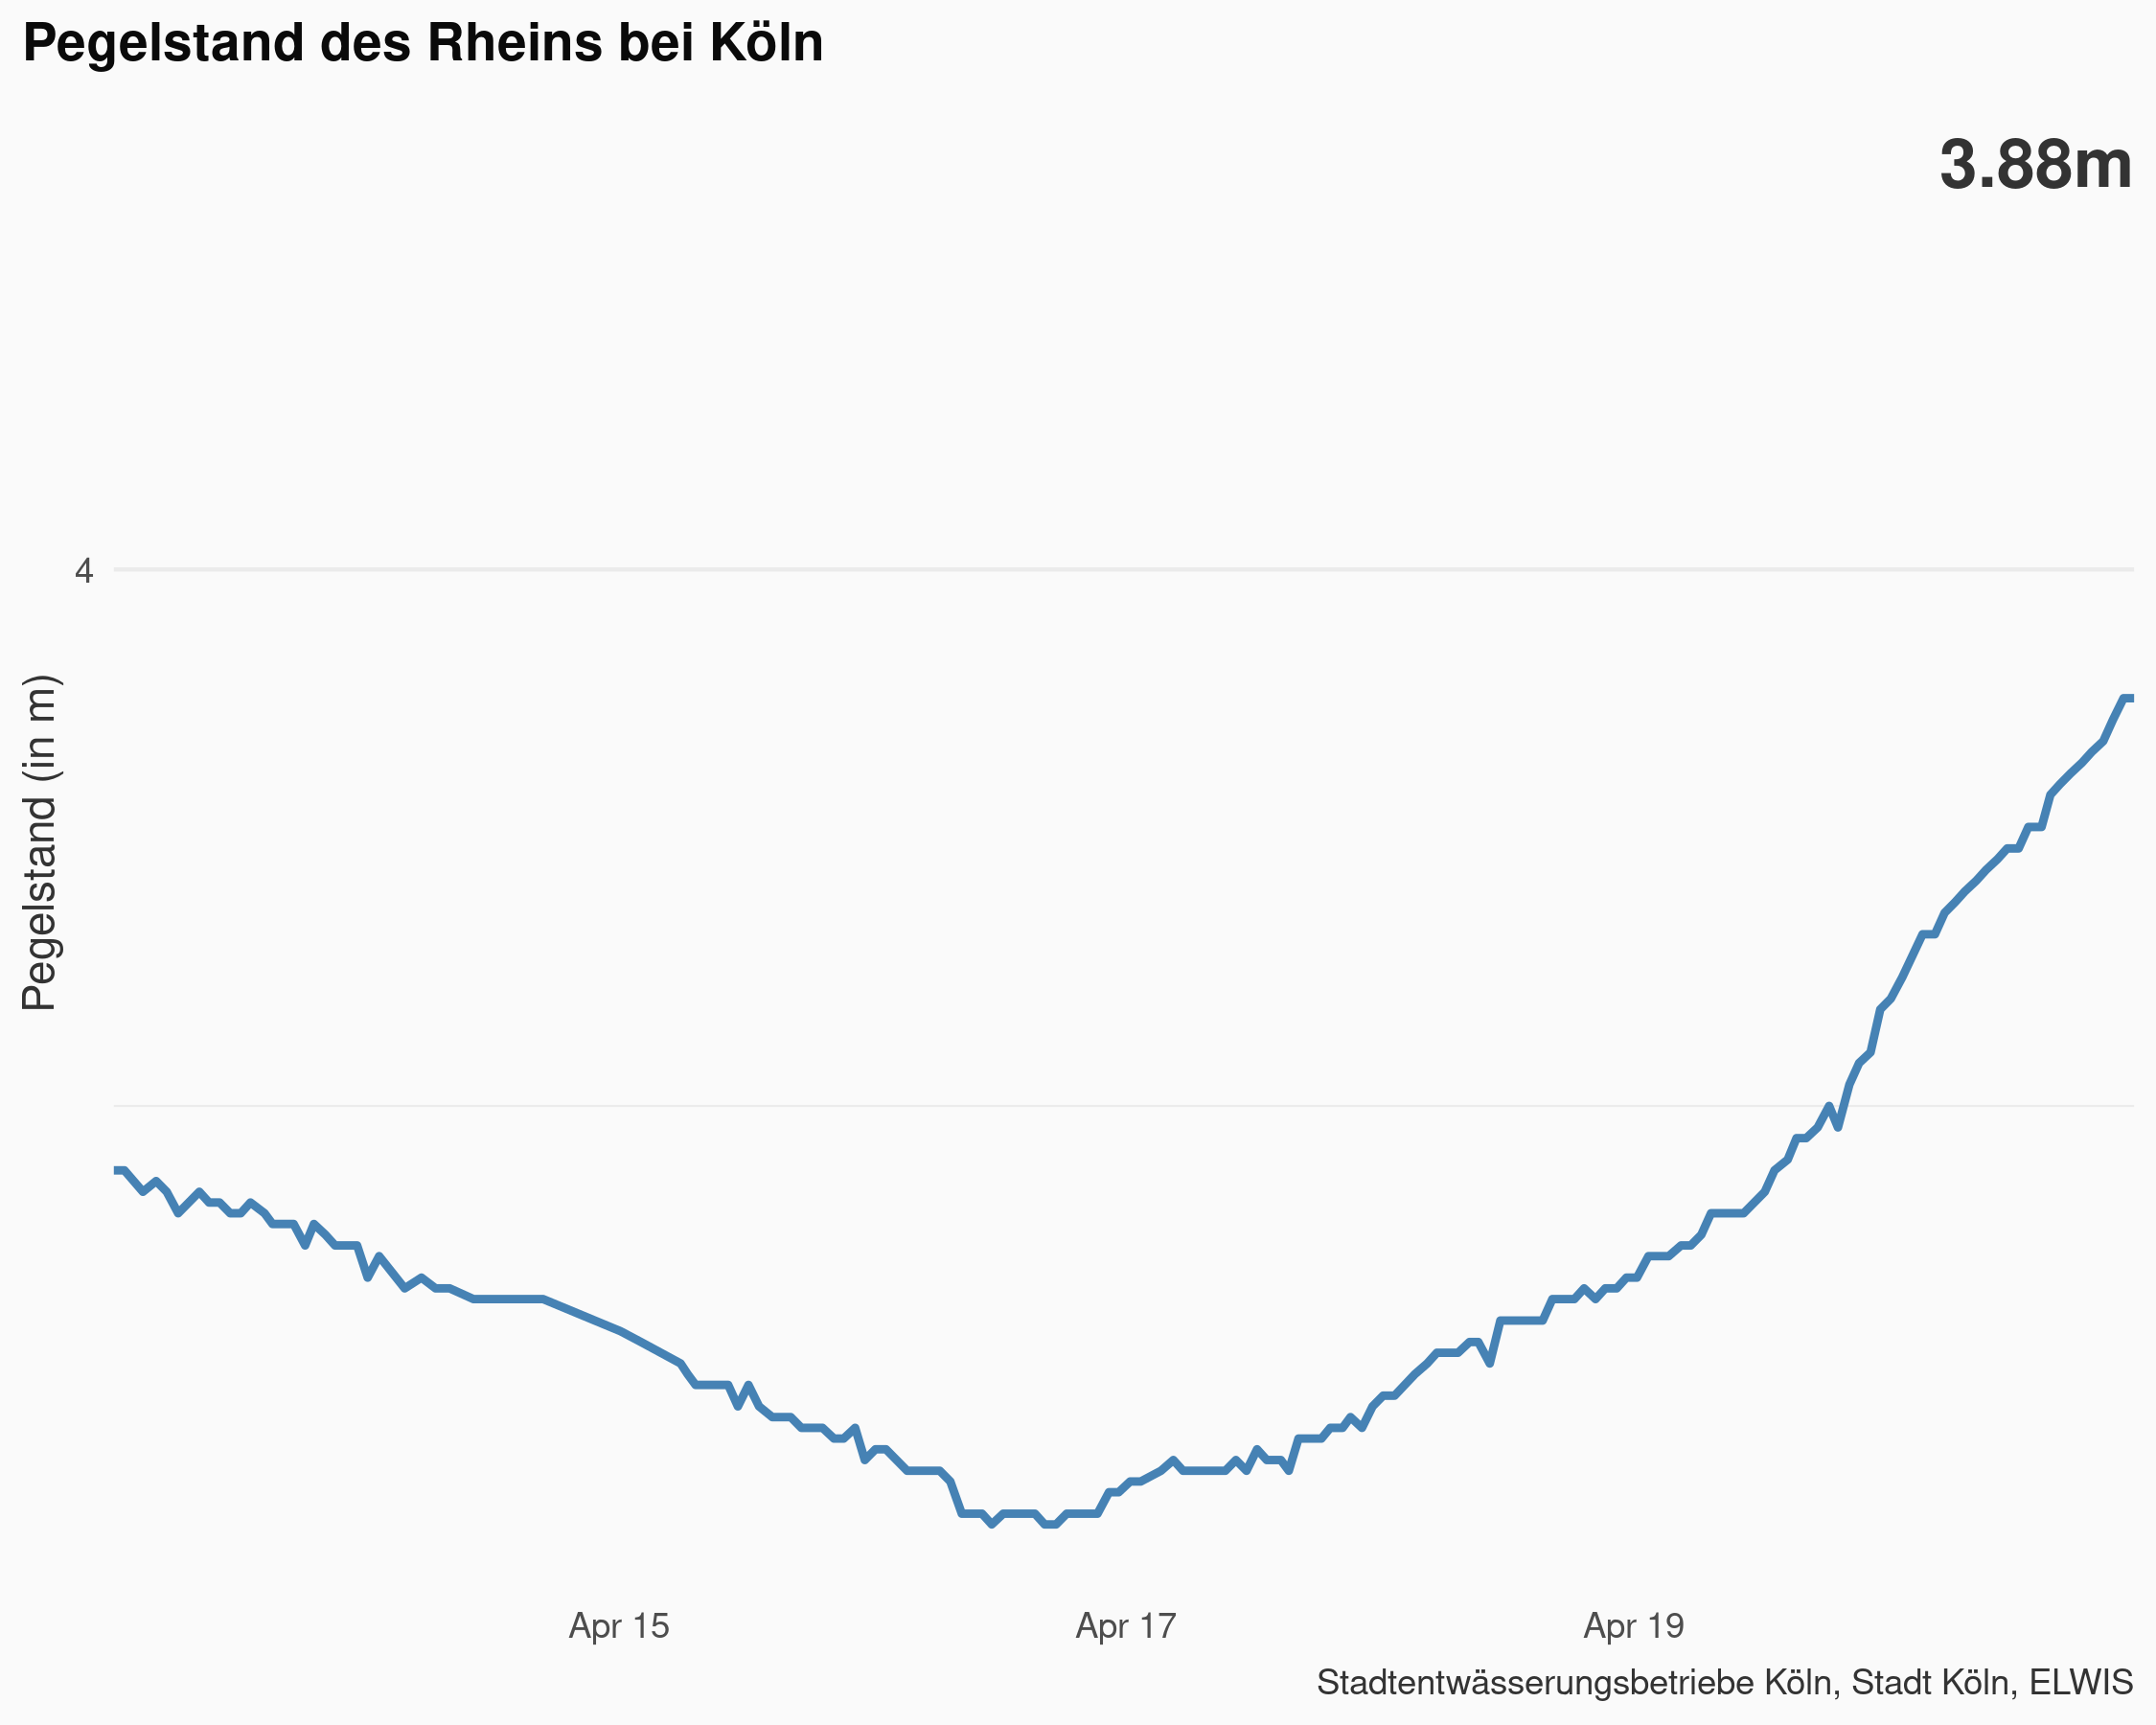 Pegelstand des Rheins bei Köln
3.88m
4
Pegelstand (in m)
Apr 15
Apr 17
Apr 19
Stadtentwässerungsbetriebe Köln, Stadt Köln, ELWIS